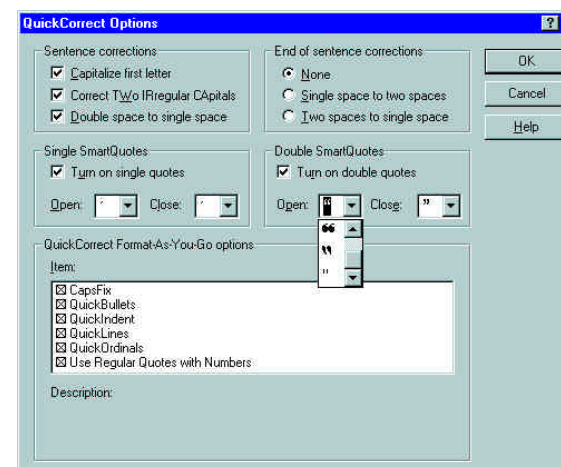 QuickCorrect Options
?
Sentence corrections
Capitalize first letter
Correct TWo IRregular CApitals
Double space to single space
End of sentence corrections
None
Single space to two spaces
Two spaces to single space
OK
Cancel
Help
Single SmartQuotes
Turn on single quotes
Open: ‘ Close: ’
Double SmartQuotes
Turn on double quotes
Open: “ Close: ”
QuickCorrect Format-As-You-Go options
Item:
CapsFix
QuickBullets
QuickIndent
QuickLines
QuickOrdinals
Use Regular Quotes with Numbers
Description: